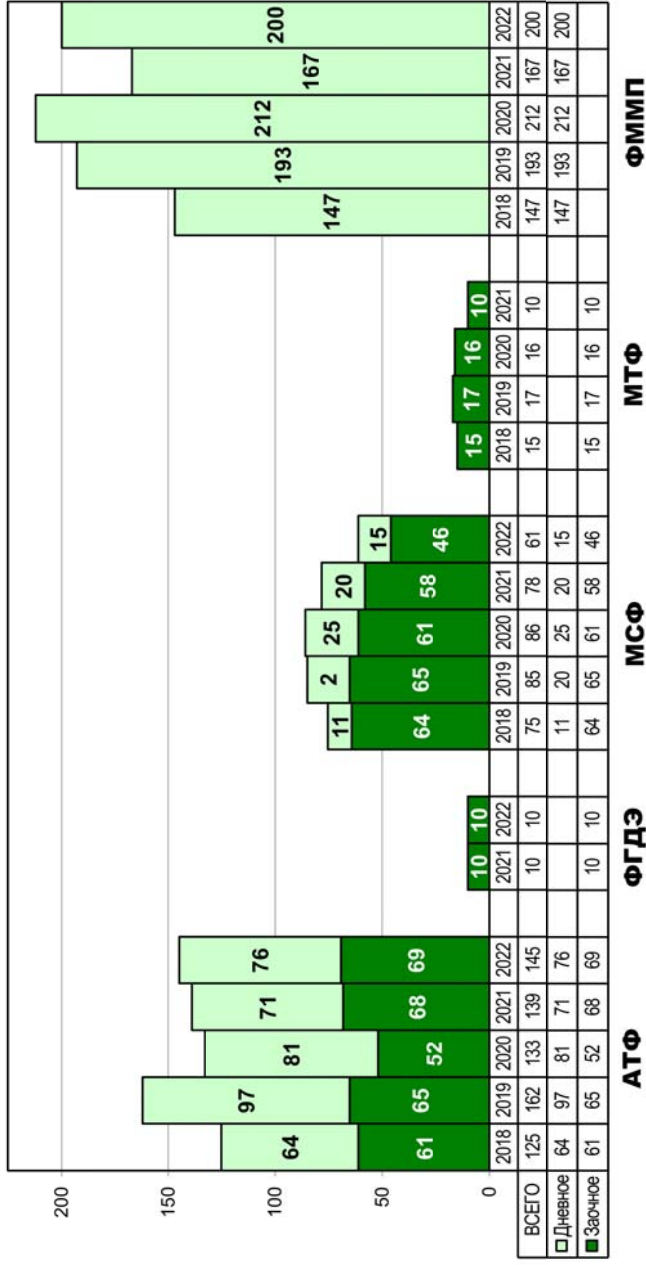 200
150
100
50
0
64 97 81 71 76
61 65 52 68 69
10 10
11 2 25 20 15
64 65 61 58 46
15 17 16 10
147 193 212 167 200
2018 2019 2020 2021 2022 2021 2022 2018 2019 2020 2021 2022 2018 2019 2020 2021 2018 2019 2020 2021 2022
ВСЕГО 125 162 133 139 145 10 10 75 85 86 78 61 15 17 16 10 147 193 212 167 200
Дневное 64 97 81 71 76 11 20 25 20 15 147 193 212 167 200
Заочное 61 65 52 68 69 10 10 64 65 61 58 46 15 17 16 10
АТФ ФГДЭ МСФ МТФ ФММП